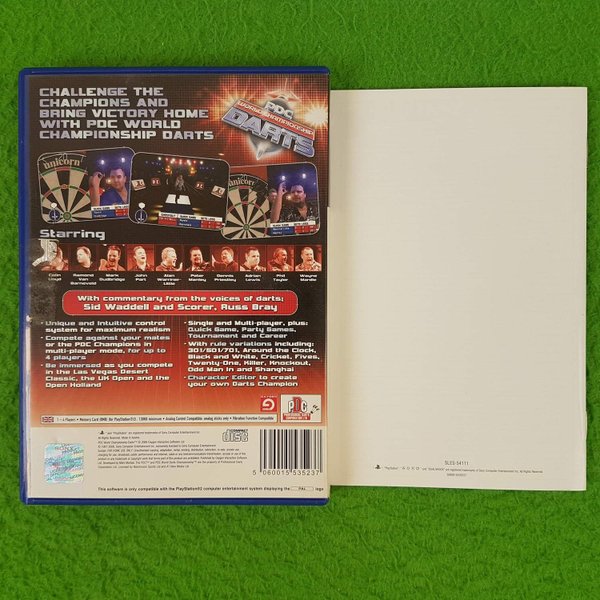 CHALLENGE THE
CHAMPIONS AND
BRING VICTORY HOME
WITH PDC WORLD
CHAMPIONSHIP DARTS
PDC
WORLD CHAMPIONSHIP
DARTS
unicorn
unicorn
Starring
Colin
Lloyd
Raymond
Van
Barneveld
Mark
Dudbridge
John
Part
Alan
Warriner-
Little
Peter
Manley
Dennis
Priestley
Adrian
Lewis
Phil
Taylor
Wayne
Mardle
With commentary from the voices of darts;
Sid Waddell and Scorer, Russ Bray
• Unique and Intuitive control
system for maximum realism
• Compete against your mates
or the PDC Champions in
multi-player mode, for up to
4 players
• Be immersed as you compete
in the Las Vegas Desert
Classic, the UK Open and the
Open Holland
• Single and Multi-player, plus:
Quick Game, Party Games,
Tournament and Career
• With rule variations including:
301/501/701, Around the Clock,
Black and White, Cricket, Fives,
Twenty-One, Killer, Knockout,
Odd Man In and Shanghai
• Character Editor to create
your own Darts Champion
PDC
COMPACT
disc
5060015535237
This software is only compatible with the PlayStation®2 computer entertainment system displaying the PAL logo
SLES-54111